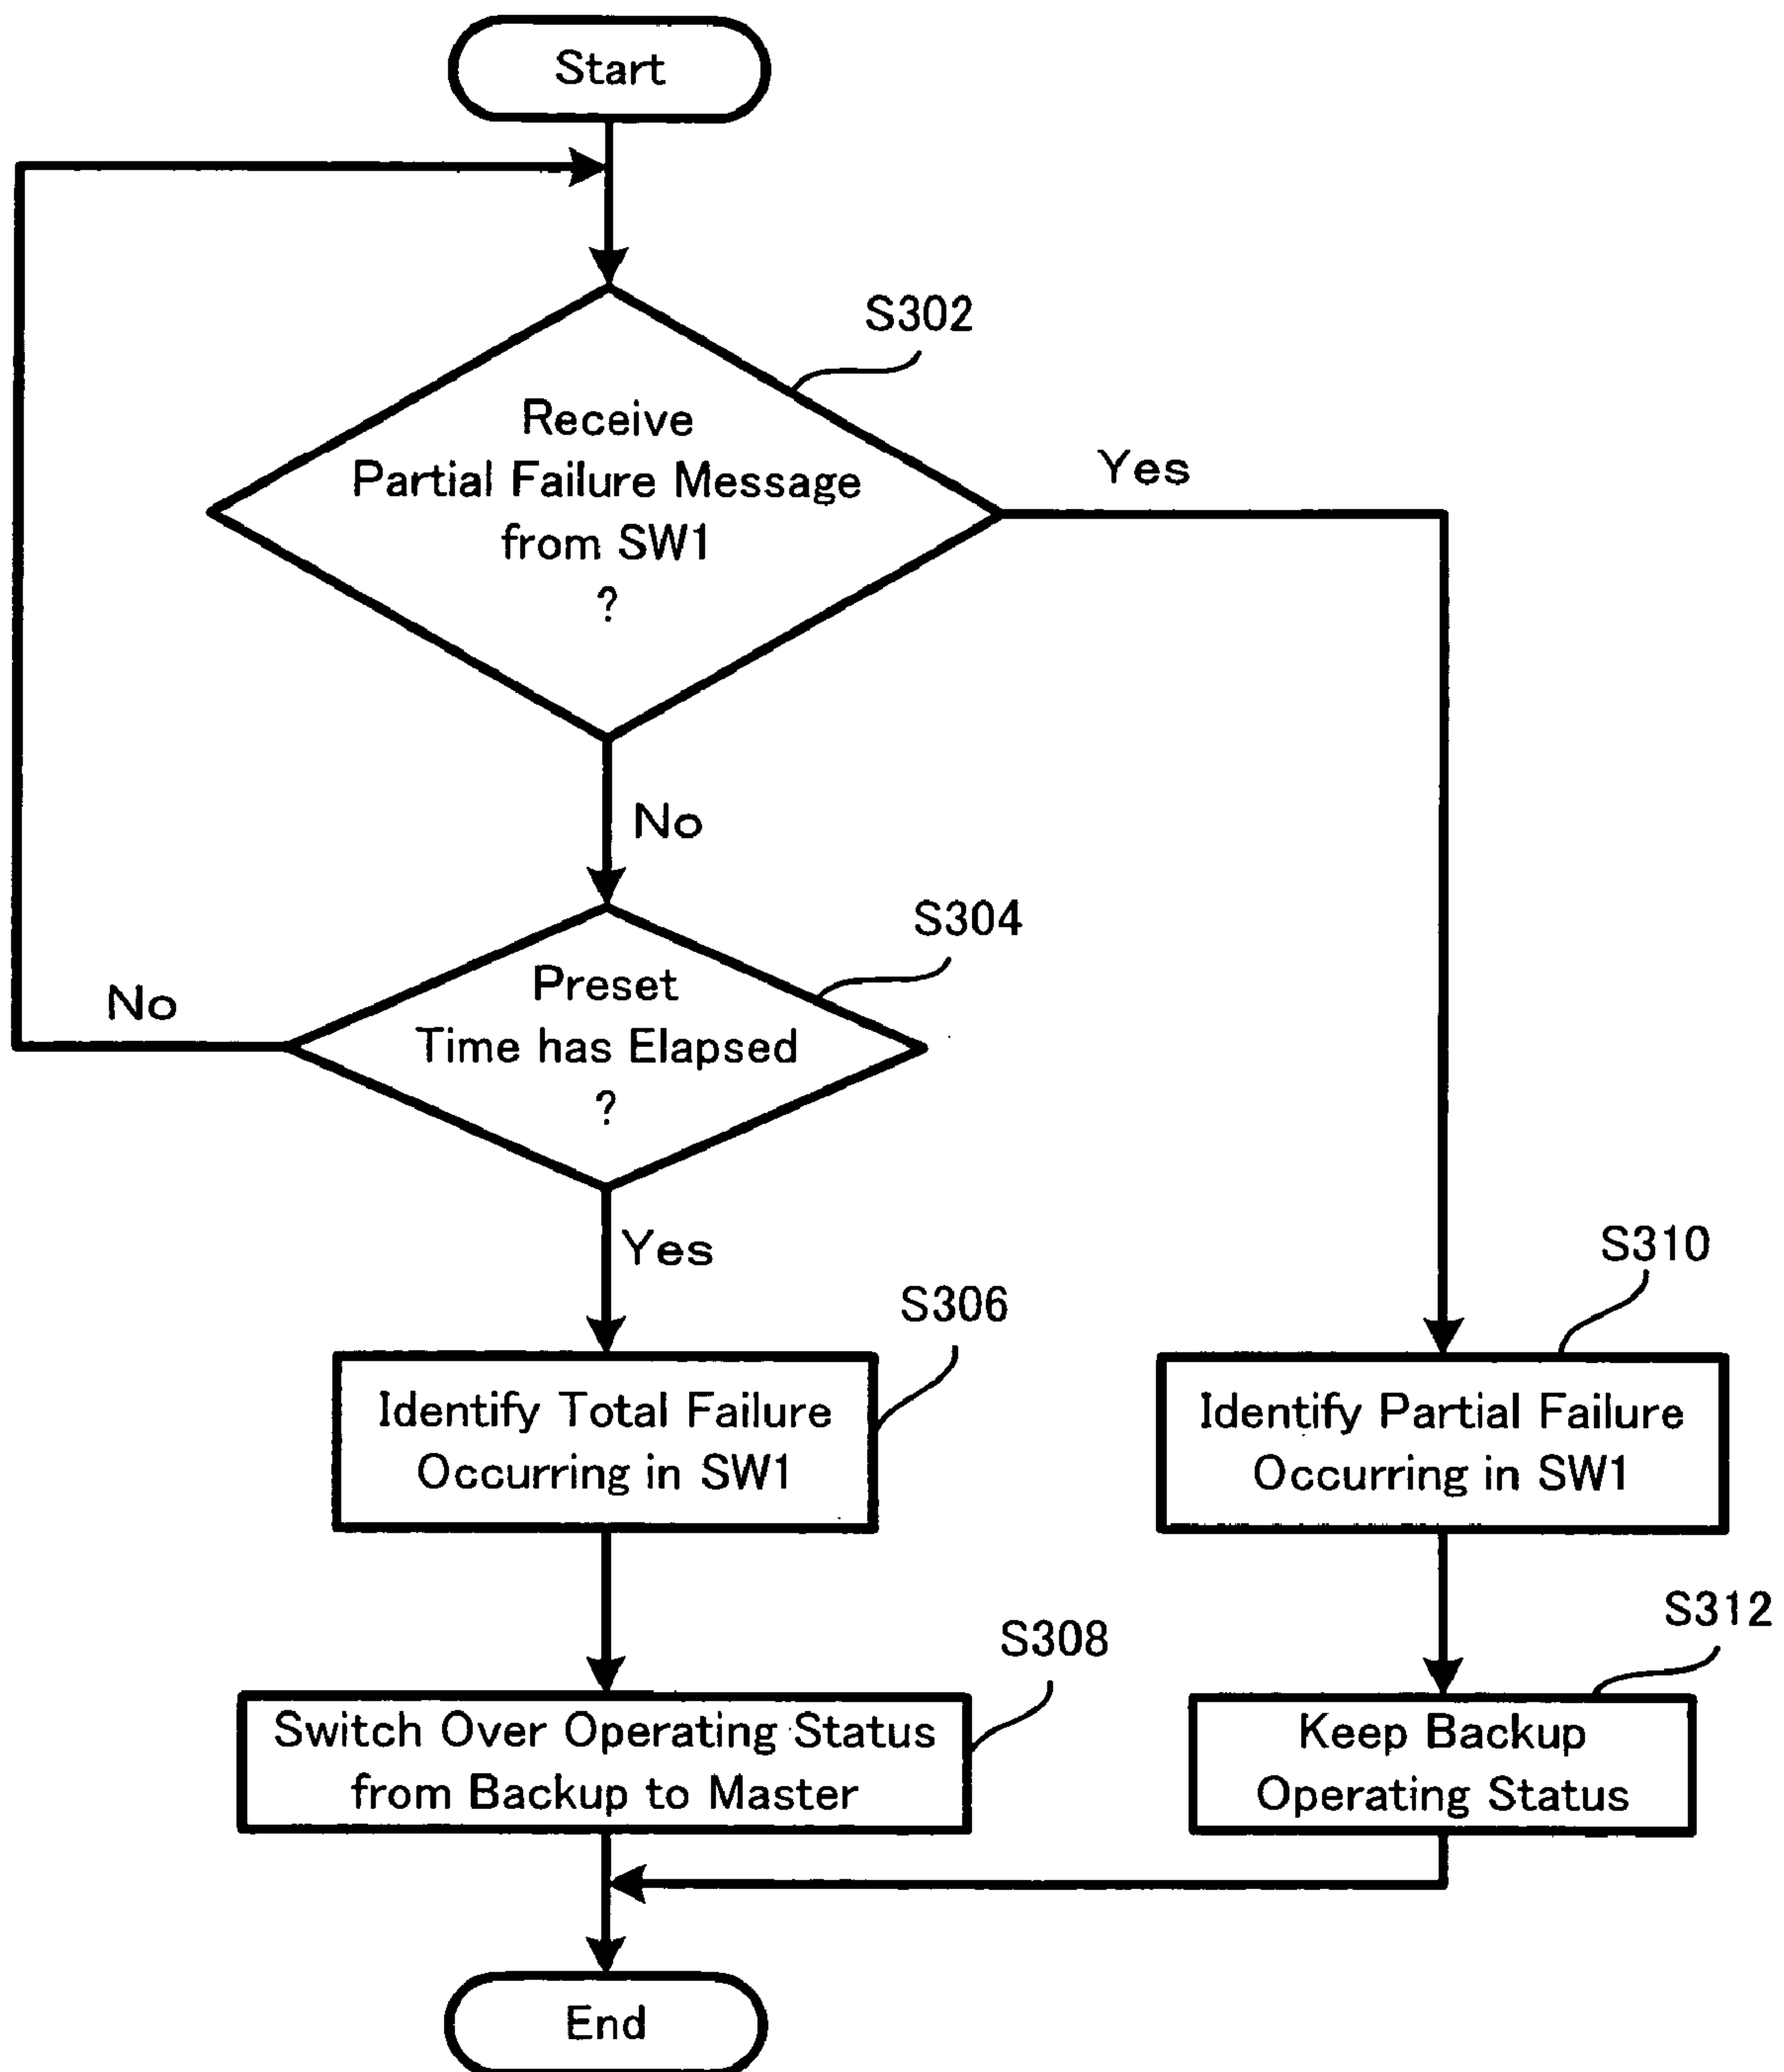 Start
S302
Receive
Partial Failure Message
from SW1
?
Yes
No
S304
Preset
Time has Elapsed
?
No
Yes
S306
Identify Total Failure
Occurring in SW1
S310
Identify Partial Failure
Occurring in SW1
S308
Switch Over Operating Status
from Backup to Master
S312
Keep Backup
Operating Status
End